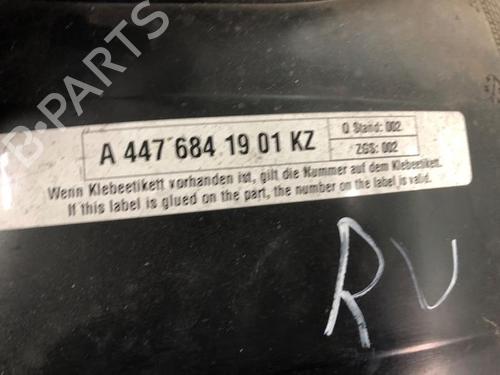 B-PARTS
A 447 684 19 01 KZ
Q Stand: 002
ZGS: 002
Wenn Klebeetikett vorhanden ist, gilt die Nummer auf dem Klebeetikett.
If this label is glued on the part, the number on the label is valid.
RV